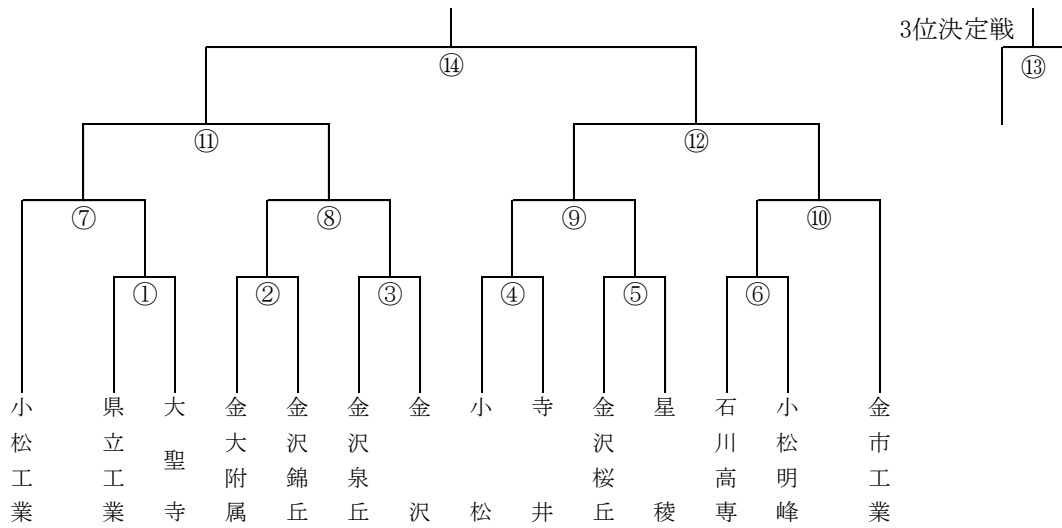 3位決定戦
⑭
⑬
⑪
⑫
⑦
⑧
⑨
⑩
①
②
③
④
⑤
⑥
小松工業
県立工業
大聖寺
金大附属
金沢錦丘
金沢泉丘
金沢
小松
寺井
金沢桜丘
星稜
石川高専
小松明峰
金市工業